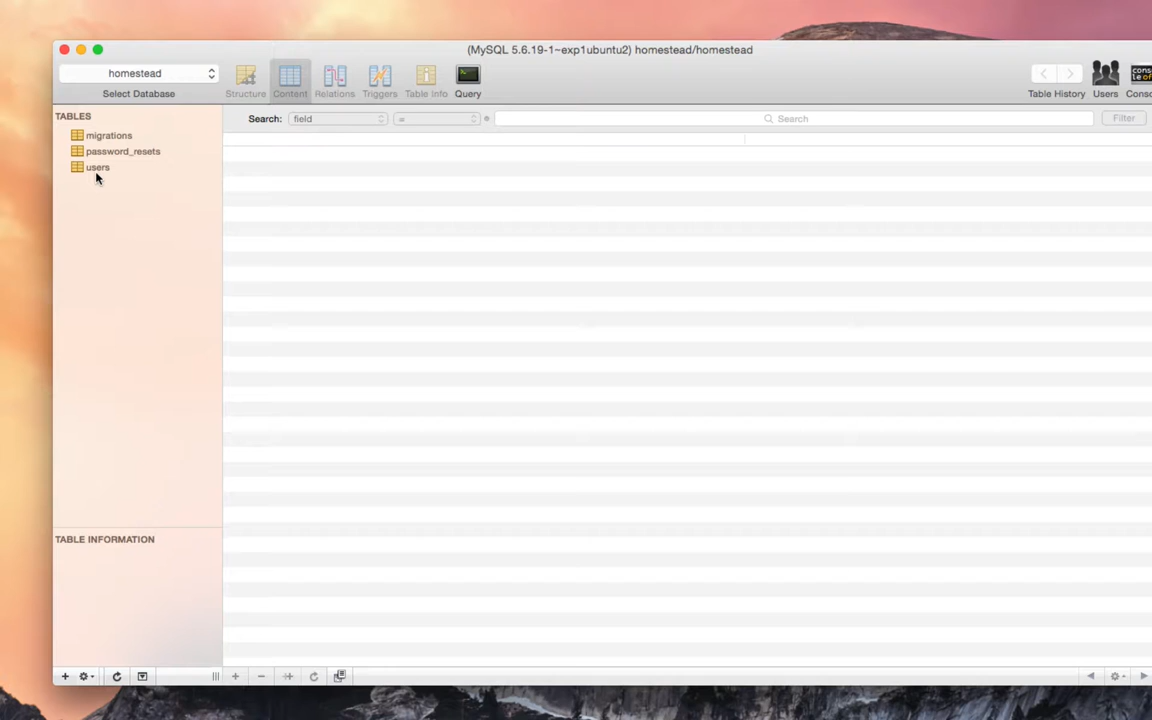 (MySQL 5.6.19-1~exp1ubuntu2) homestead/homestead
homestead
Select Database
Structure
Content
Relations
Triggers
Table Info
Query
Table History
Users
TABLES
migrations
password_resets
users
Search:
field
=
Search
Filter
TABLE INFORMATION